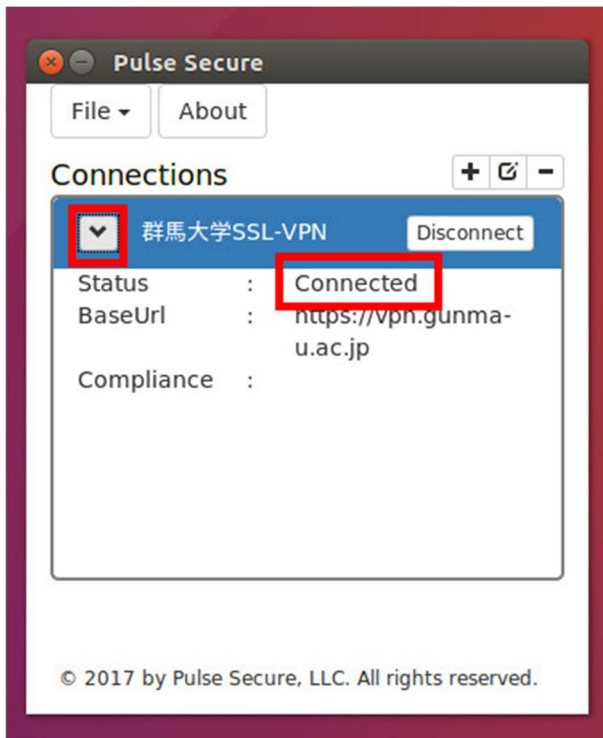 Pulse Secure
File About
Connections
群馬大学SSL-VPN Disconnect
Status : Connected
BaseUrl : https://vpn.gunma-
u.ac.jp
Compliance :
© 2017 by Pulse Secure, LLC. All rights reserved.